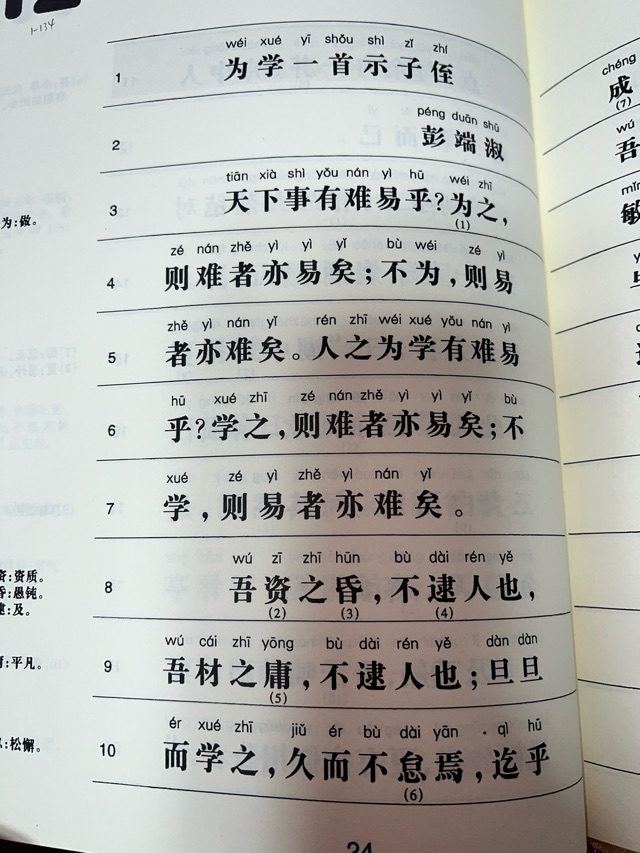 1-134
wéi xué yī shǒu shì zǐ zhí
1 为学一首示子侄
péng duān shū
2 彭端淑
tiān xià shì yǒu nán yì hū wéi zhī
3 天下事有难易乎?为之,
(1)
为:做。
zé nán zhě yì yì yǐ bù wéi zé yì
4 则难者亦易矣;不为,则易
zhě yì nán yǐ rén zhī wéi xué yǒu nán yì
5 者亦难矣。人之为学有难易
hū xué zhī zé nán zhě yì yì yǐ bù
6 乎?学之,则难者亦易矣;不
xué zé yì zhě yì nán yǐ
7 学,则易者亦难矣。
wú zī zhī hūn bù dài rén yě
8 吾资之昏,不逮人也,
(2) (3) (4)
资:资质。
昏:愚钝。
逮:及。
wú cái zhī yōng bù dài rén yě dàn dàn
9 吾材之庸,不逮人也;旦旦
(5)
:平凡。
ér xué zhī jiǔ ér bù dài yān qì hū
10 而学之,久而不怠焉,迄乎
(6)
:松懈。
24
chéng
成
(7)
wú
吾
敏